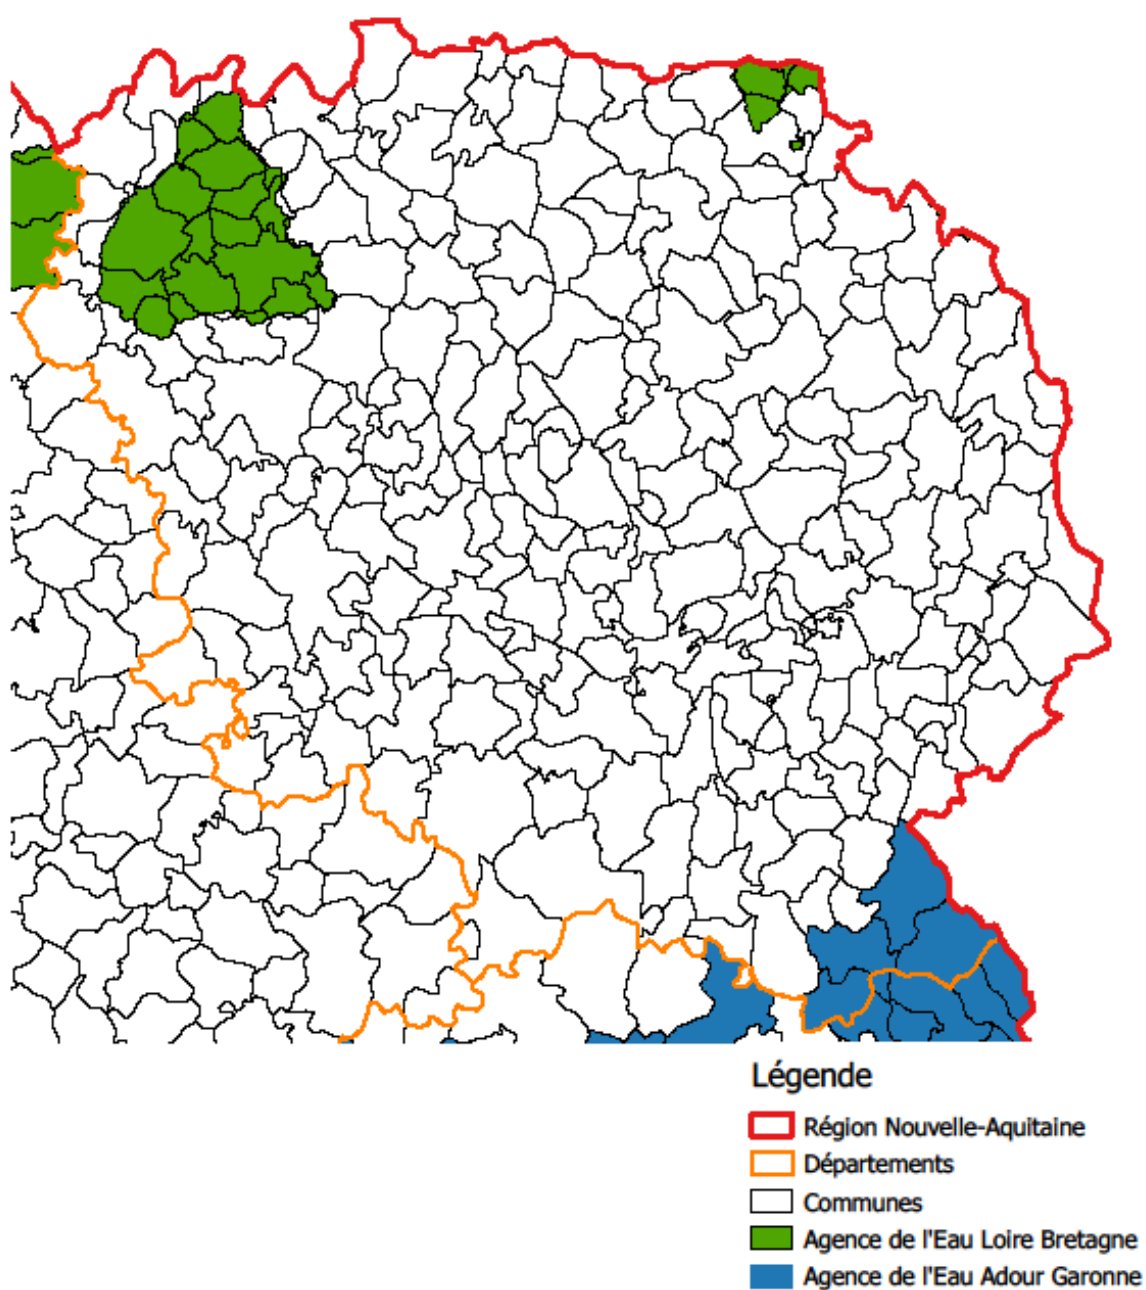 Légende
Région Nouvelle-Aquitaine
Départements
Communes
Agence de l'Eau Loire Bretagne
Agence de l'Eau Adour Garonne